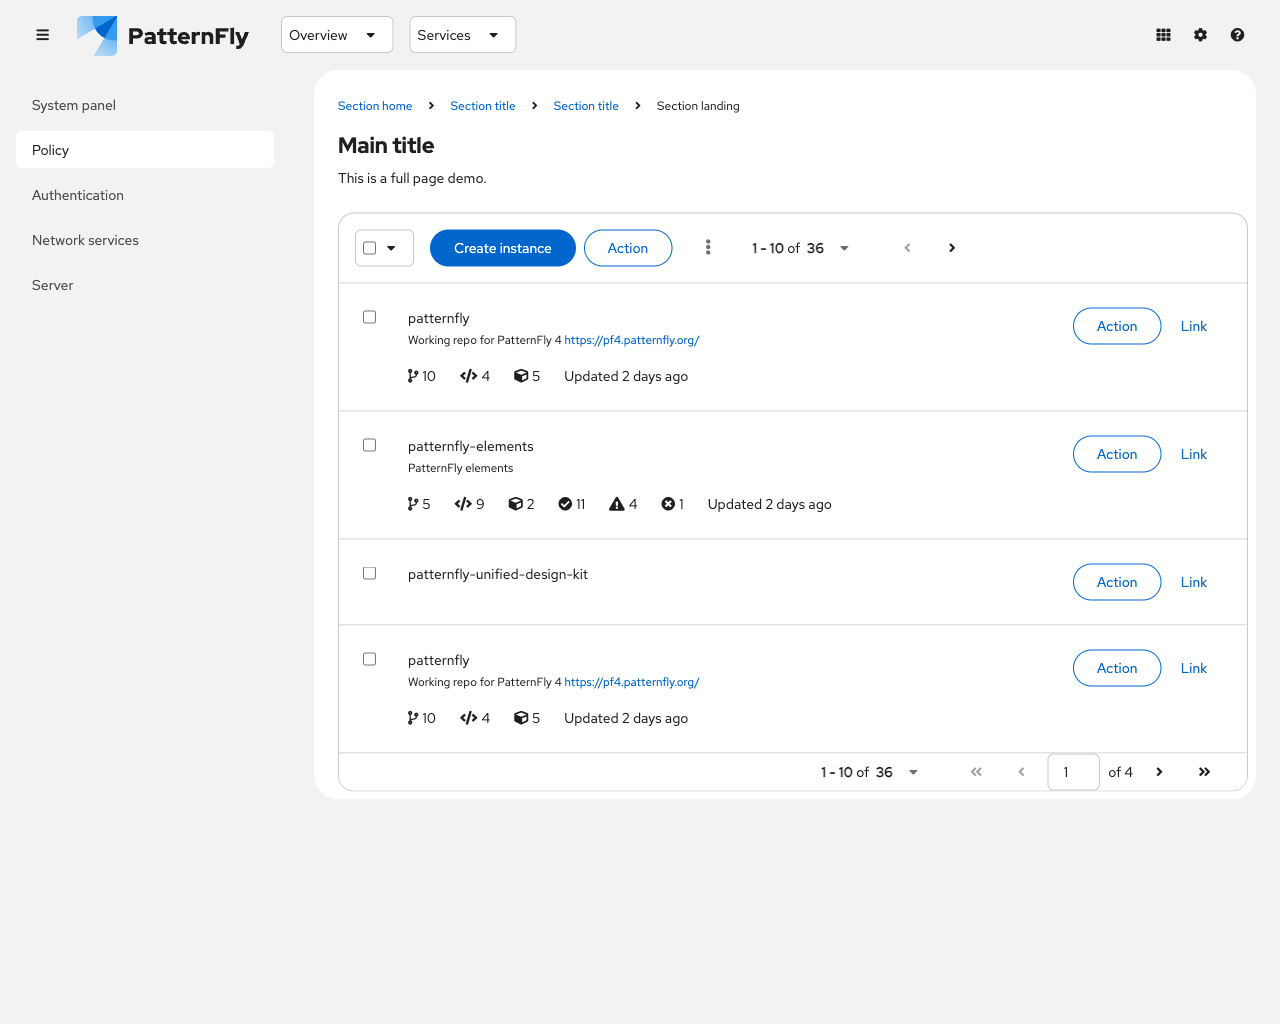 PatternFly
Overview
Services
System panel
Policy
Authentication
Network services
Server
Section home
Section title
Section title
Section landing
Main title
This is a full page demo.
Create instance
Action
1 - 10 of 36
patternfly
Working repo for PatternFly 4 https://pf4.patternfly.org/
10
4
5
Updated 2 days ago
Action
Link
patternfly-elements
PatternFly elements
5
9
2
11
4
1
Updated 2 days ago
Action
Link
patternfly-unified-design-kit
Action
Link
patternfly
Working repo for PatternFly 4 https://pf4.patternfly.org/
10
4
5
Updated 2 days ago
Action
Link
1 - 10 of 36
1
of 4